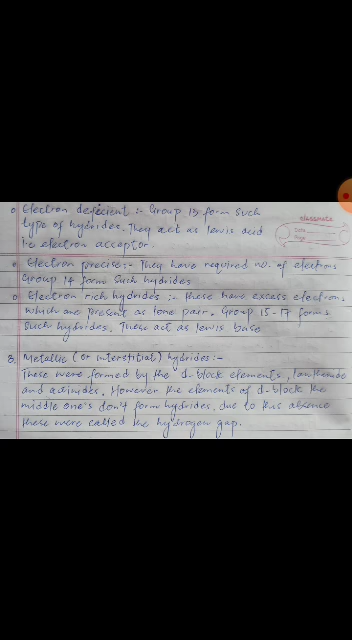 o Electron deficient :- Group 13 form such
type of hydrides. They act as lewis acid
i.e electron acceptor.
classmate
Date
Page
o Electron precise :- They have required no. of electrons
Group 14 form such hydrides
o Electron rich hydrides :- these have excess electrons
which are present as lone pair. Group 15-17 forms
such hydrides. These act as lewis base
3. Metallic (or interstitial) hydrides :-
These were formed by the d-block elements, lanthanide
and actinides. However the elements of d-block the
middle one's don't form hydrides, due to this absence
these were called the hydrogen gap.